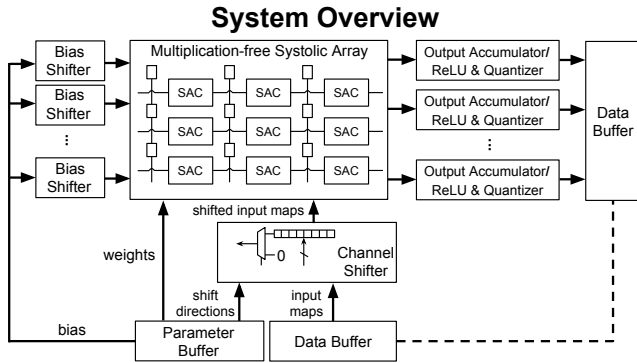 System Overview
Bias
Shifter
Bias
Shifter
...
Bias
Shifter
Multiplication-free Systolic Array
SAC SAC SAC
SAC SAC SAC
SAC SAC SAC
Output Accumulator/
ReLU & Quantizer
Output Accumulator/
ReLU & Quantizer
...
Output Accumulator/
ReLU & Quantizer
Data
Buffer
shifted input maps
weights
0
Channel
Shifter
shift
directions
input
maps
bias
Parameter
Buffer
Data Buffer